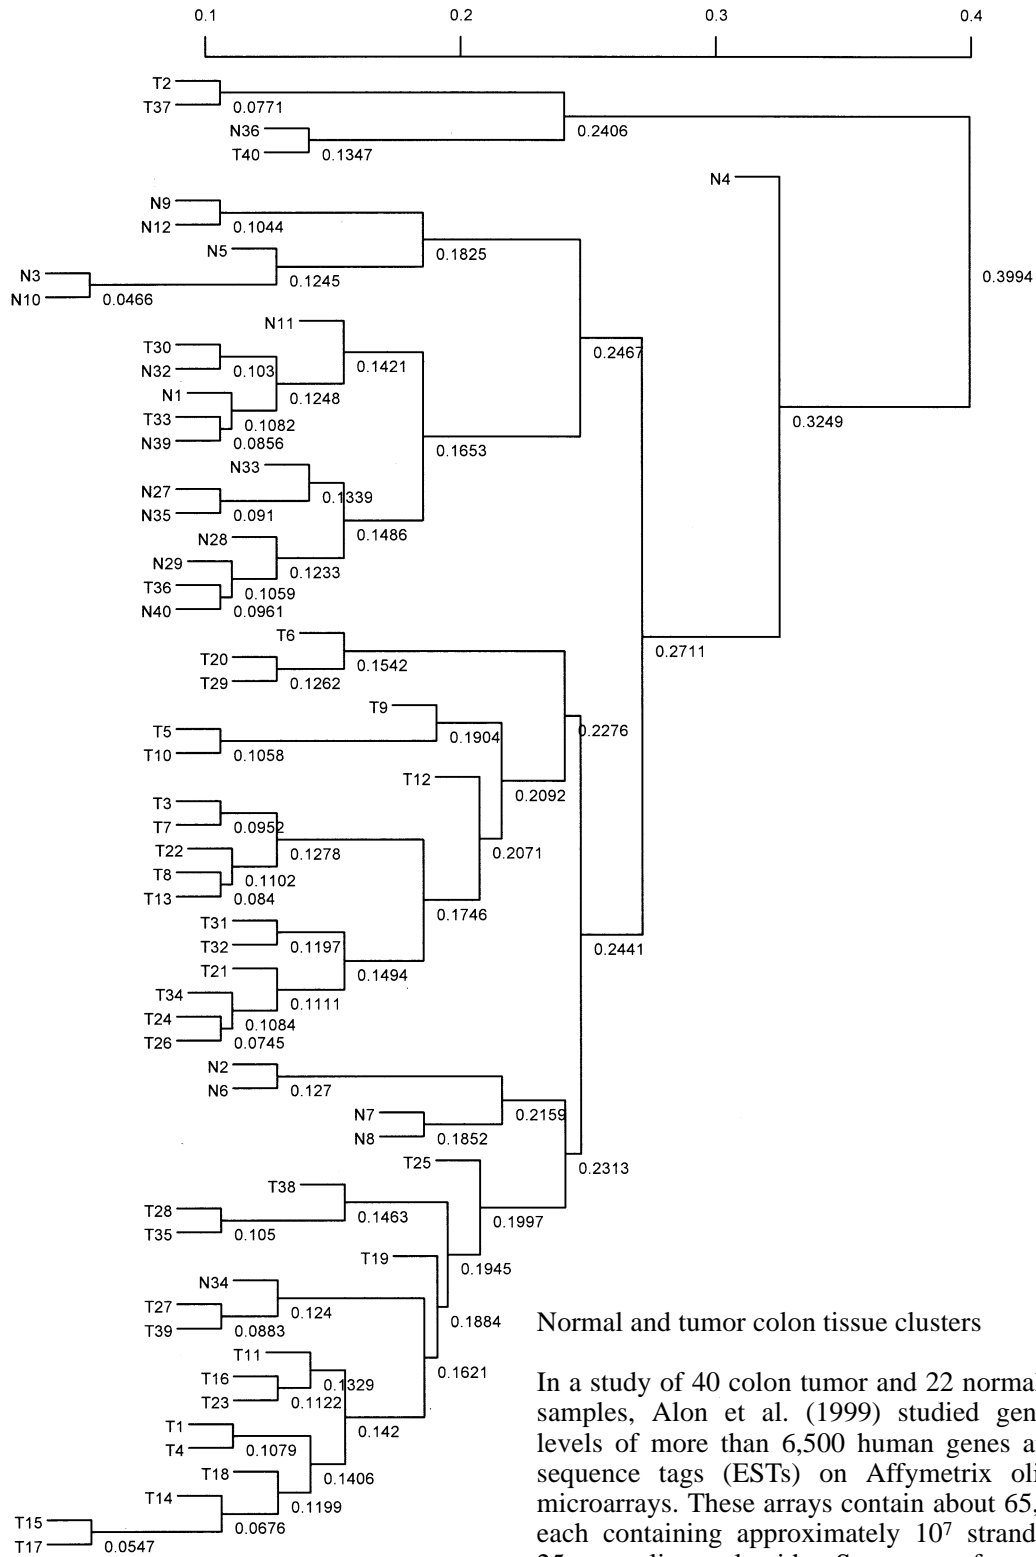 0.1 0.2 0.3 0.4
T2
T37
0.0771
N36
0.2406
T40
0.1347
N4
N9
N12
0.1044
N5
0.1825
N3
0.1245
0.3994
N10
0.0466
N11
T30
0.2467
N32
0.103
0.1421
N1
0.1248
T33
0.1082
0.3249
N39
0.0856
0.1653
N33
N27
0.1339
N35
0.091
0.1486
N28
N29
0.1233
T36
0.1059
N40
0.0961
T6
T20
0.1542
0.2711
T29
0.1262
T9
T5
0.1904
0.2276
T10
0.1058
T12
0.2092
T3
T7
0.0952
T22
0.1278
0.2071
T8
0.1102
T13
0.084
0.1746
T31
T32
0.1197
0.2441
T21
0.1494
T34
0.1111
T24
0.1084
T26
0.0745
N2
N6
0.127
N7
0.2159
N8
0.1852
T25
0.2313
T38
T28
0.1463
0.1997
T35
0.105
T19
0.1945
N34
T27
0.124
0.1884
T39
0.0883
T11
0.1621
T16
0.1329
T23
0.1122
T1
0.142
T4
0.1079
T18
0.1406
T14
0.1199
T15
0.0676
T17
0.0547
Normal and tumor colon tissue clusters
In a study of 40 colon tumor and 22 normal
samples, Alon et al. (1999) studied gen
levels of more than 6,500 human genes a
sequence tags (ESTs) on Affymetrix oli
microarrays. These arrays contain about 65,
each containing approximately 10⁷ strand